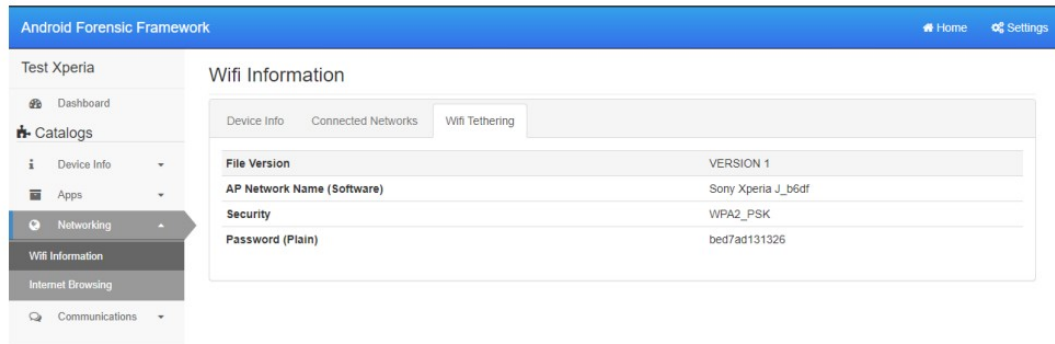 Android Forensic Framework
Home Settings
Test Xperia
Dashboard
Catalogs
Device Info
Apps
Networking
Wifi Information
Internet Browsing
Communications
Wifi Information
Device Info Connected Networks Wifi Tethering
File Version VERSION 1
AP Network Name (Software) Sony Xperia J_b6df
Security WPA2_PSK
Password (Plain) bed7ad131326